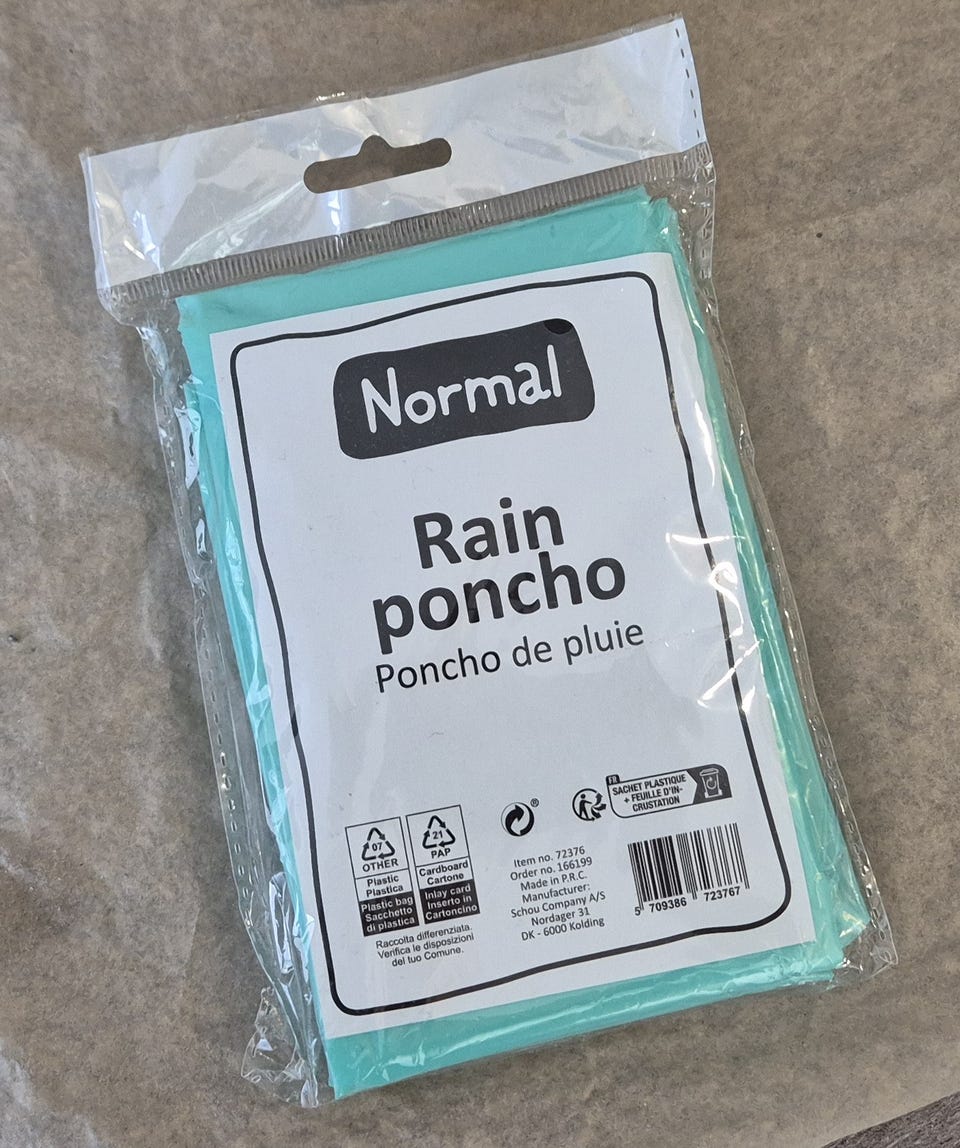 Normal
Rain
poncho
Poncho de pluie
FR
SACHET PLASTIQUE
+ FEUILLE D'IN-
CRUSTATION
07
OTHER
Plastic
Plastica
Plastic bag
Sacchetto
di plastica
21
PAP
Cardboard
Cartone
Inlay card
Inserto in
Cartoncino
Raccolta differenziata.
Verifica le disposizioni
del tuo Comune.
®
Item no. 72376
Order no. 166199
Made in P.R.C.
Manufacturer:
Schou Company A/S
Nordager 31
DK - 6000 Kolding
5 709386 723767